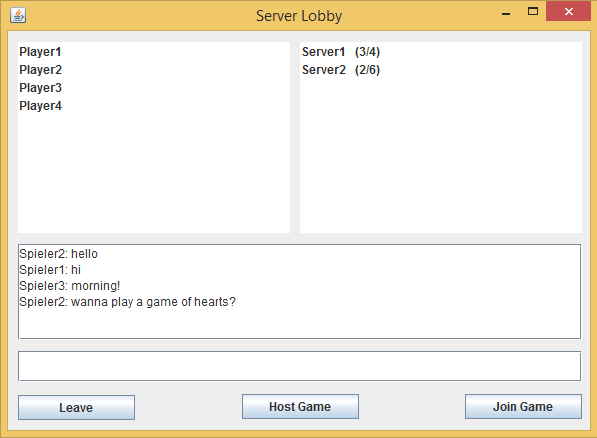 Server Lobby
Player1
Player2
Player3
Player4
Server1 (3/4)
Server2 (2/6)
Spieler2: hello
Spieler1: hi
Spieler3: morning!
Spieler2: wanna play a game of hearts?
Leave
Host Game
Join Game